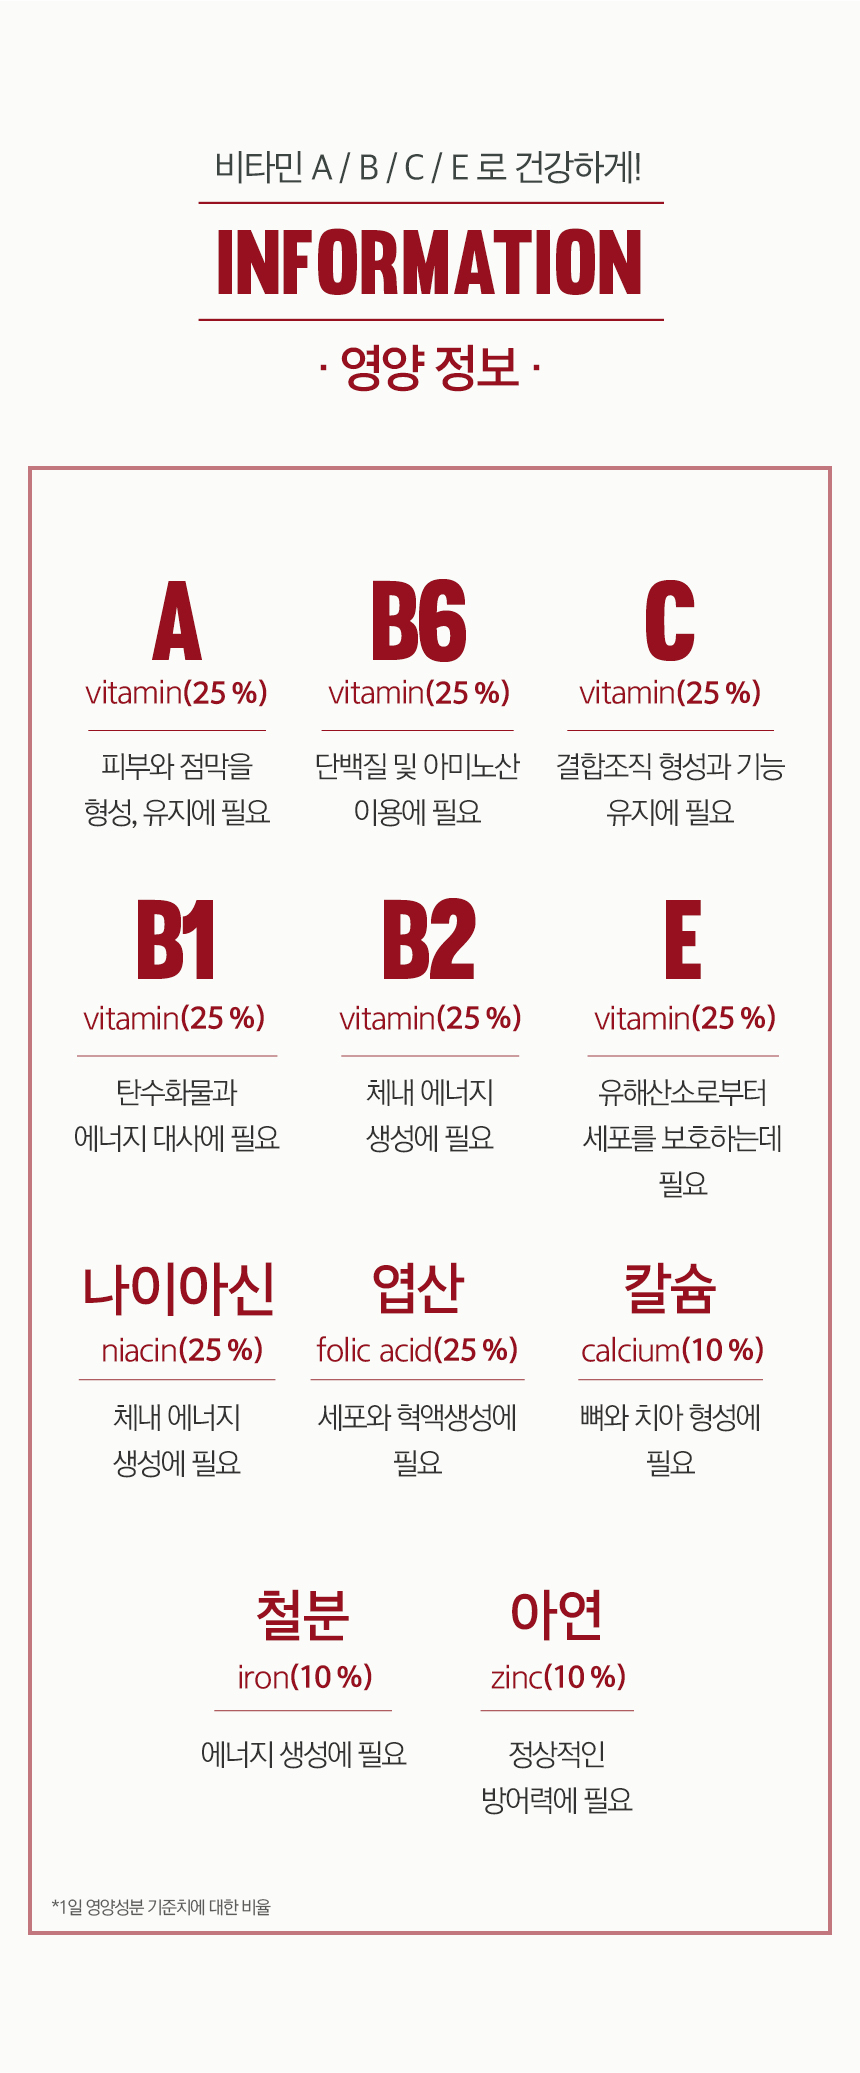 비타민 A / B / C / E 로 건강하게!
INFORMATION
· 영양 정보 ·
A
vitamin(25 %)
피부와 점막을
형성, 유지에 필요
B6
vitamin(25 %)
단백질 및 아미노산
이용에 필요
C
vitamin(25 %)
결합조직 형성과 기능
유지에 필요
B1
vitamin(25 %)
탄수화물과
에너지 대사에 필요
B2
vitamin(25 %)
체내 에너지
생성에 필요
E
vitamin(25 %)
유해산소로부터
세포를 보호하는데
필요
나이아신
niacin(25 %)
체내 에너지
생성에 필요
엽산
folic acid(25 %)
세포와 혁액생성에
필요
칼슘
calcium(10 %)
뼈와 치아 형성에
필요
철분
iron(10 %)
에너지 생성에 필요
아연
zinc(10 %)
정상적인
방어력에 필요
*1일 영양성분 기준치에 대한 비율